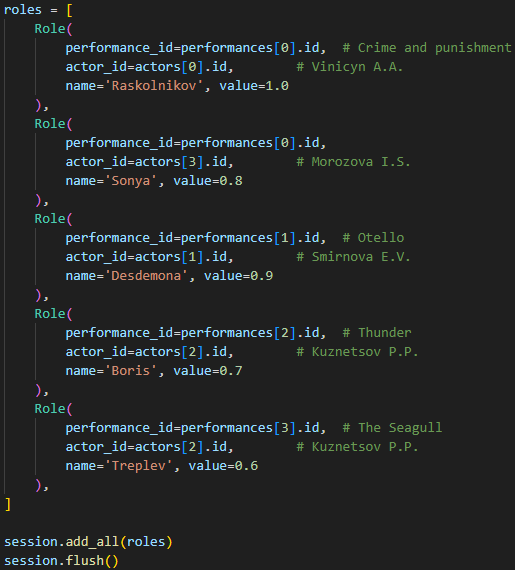 roles = [
    Role(
        performance_id=performances[0].id,  # Crime and punishment
        actor_id=actors[0].id,        # Vinicyn A.A.
        name='Raskolnikov', value=1.0
    ),
    Role(
        performance_id=performances[0].id,
        actor_id=actors[3].id,        # Morozova I.S.
        name='Sonya', value=0.8
    ),
    Role(
        performance_id=performances[1].id,  # Otello
        actor_id=actors[1].id,        # Smirnova E.V.
        name='Desdemona', value=0.9
    ),
    Role(
        performance_id=performances[2].id,  # Thunder
        actor_id=actors[2].id,        # Kuznetsov P.P.
        name='Boris', value=0.7
    ),
    Role(
        performance_id=performances[3].id,  # The Seagull
        actor_id=actors[2].id,        # Kuznetsov P.P.
        name='Treplev', value=0.6
    ),
]

session.add_all(roles)
session.flush()